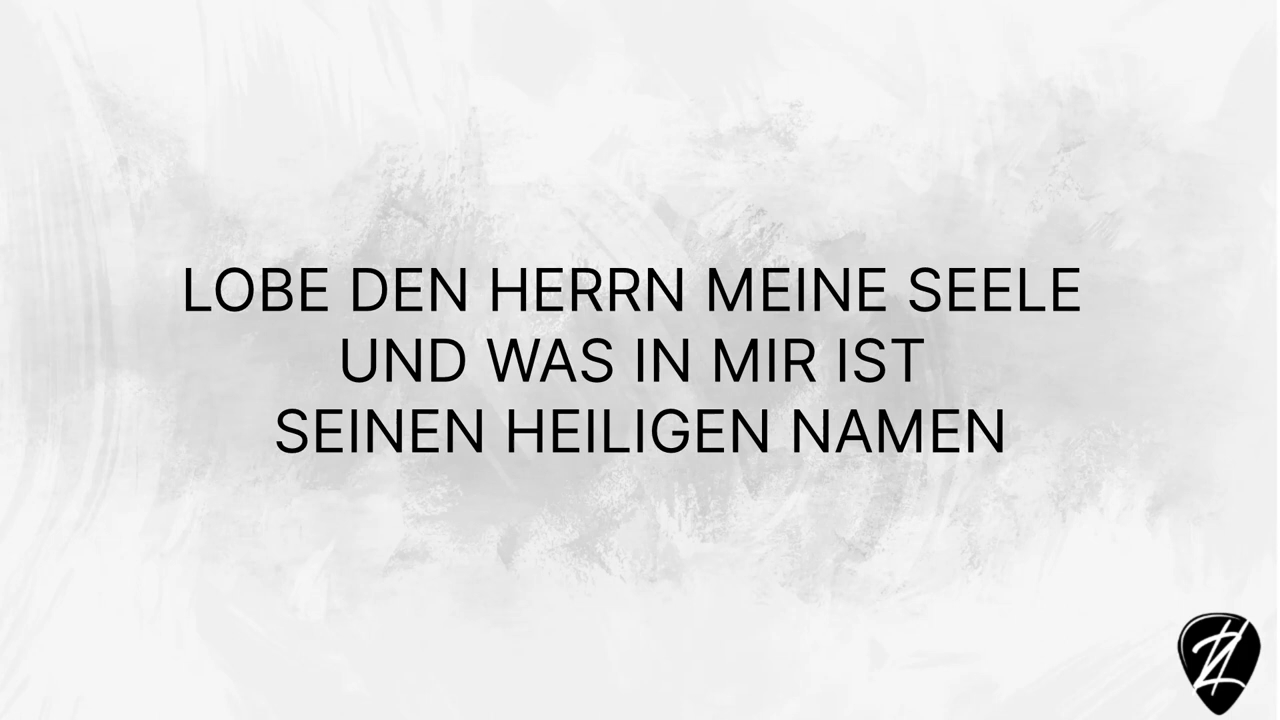 LOBE DEN HERRN MEINE SEELE
UND WAS IN MIR IST
SEINEN HEILIGEN NAMEN